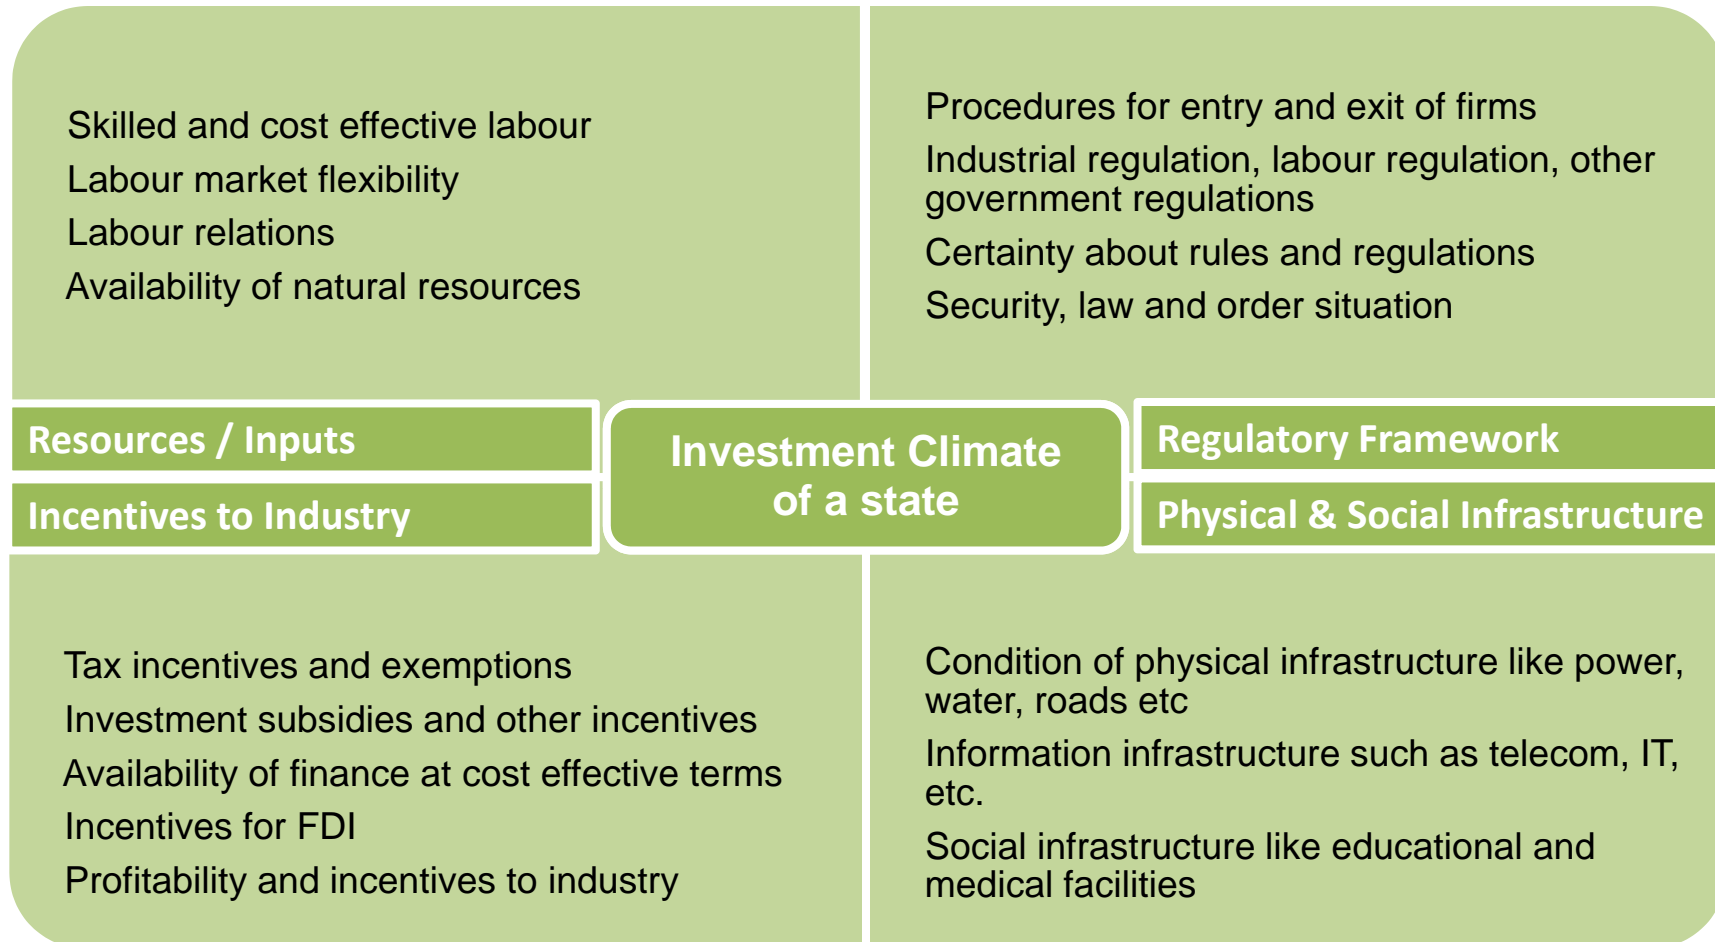 Skilled and cost effective labour
Labour market flexibility
Labour relations
Availability of natural resources
Procedures for entry and exit of firms
Industrial regulation, labour regulation, other
government regulations
Certainty about rules and regulations
Security, law and order situation
Resources / Inputs
Incentives to Industry
Investment Climate
of a state
Regulatory Framework
Physical & Social Infrastructure
Tax incentives and exemptions
Investment subsidies and other incentives
Availability of finance at cost effective terms
Incentives for FDI
Profitability and incentives to industry
Condition of physical infrastructure like power,
water, roads etc
Information infrastructure such as telecom, IT,
etc.
Social infrastructure like educational and
medical facilities